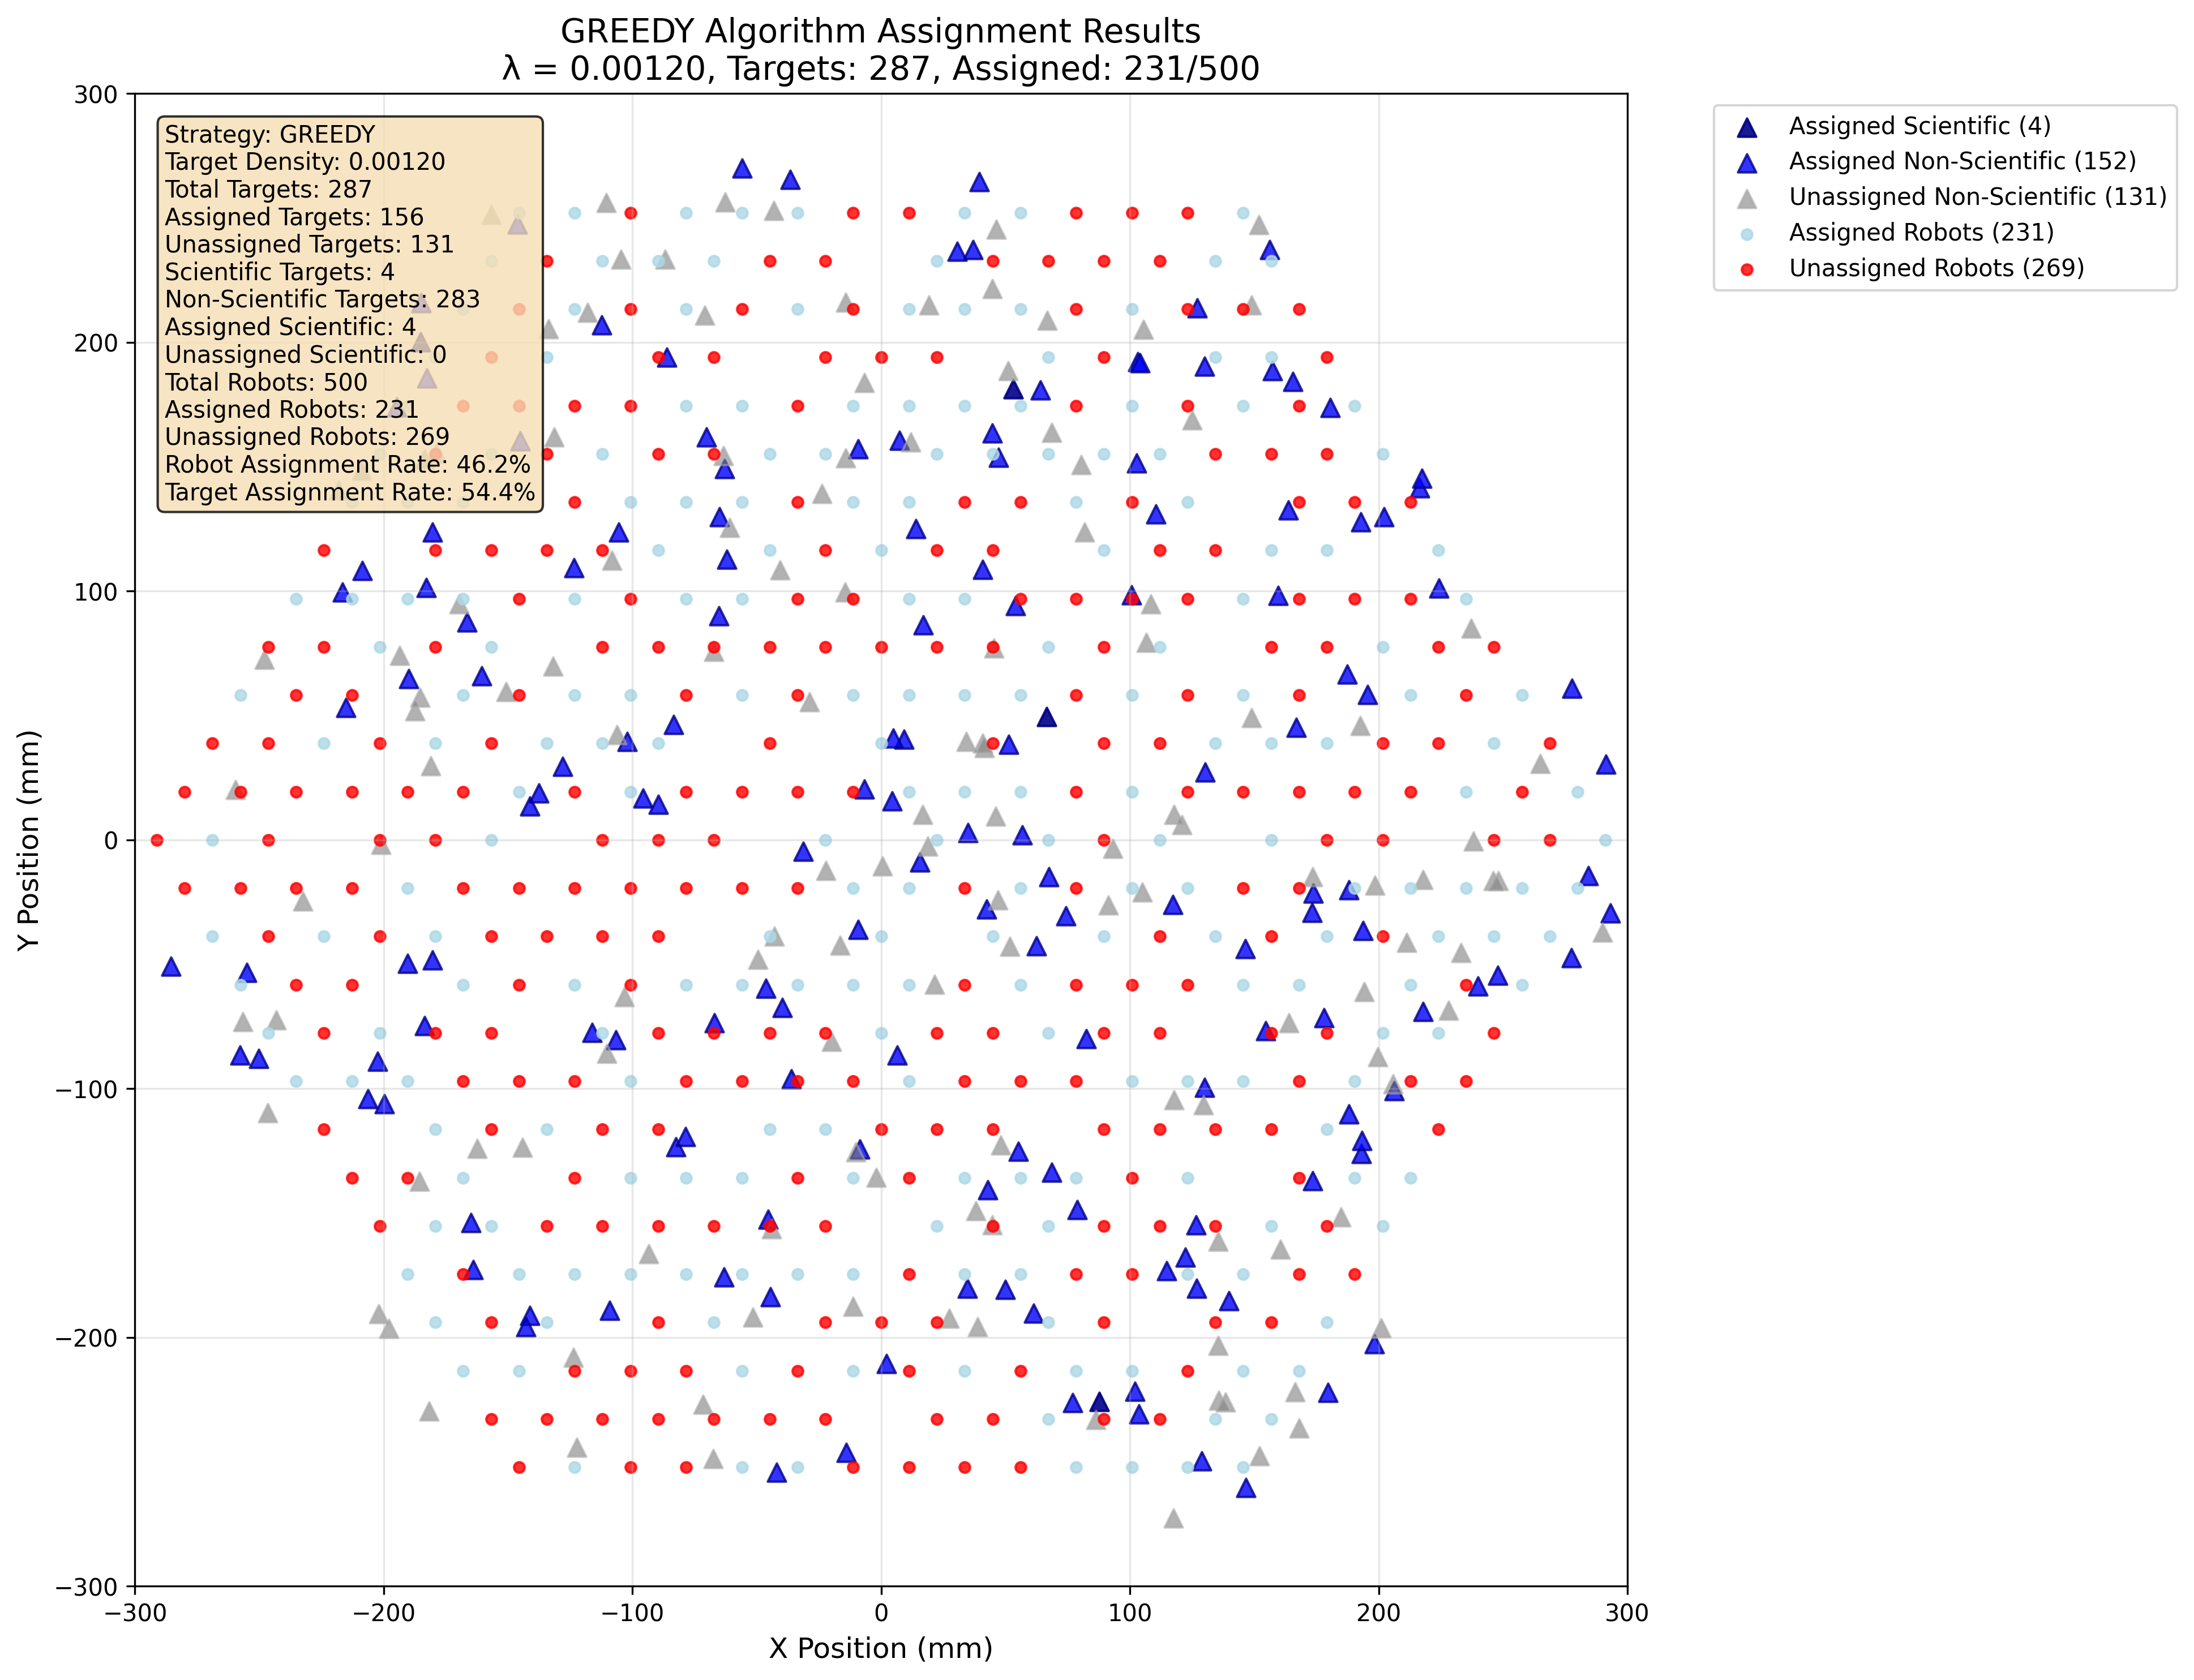 GREEDY Algorithm Assignment Results
λ = 0.00120, Targets: 287, Assigned: 231/500
Strategy: GREEDY
Target Density: 0.00120
Total Targets: 287
Assigned Targets: 156
Unassigned Targets: 131
Scientific Targets: 4
Non-Scientific Targets: 283
Assigned Scientific: 4
Unassigned Scientific: 0
Total Robots: 500
Assigned Robots: 231
Unassigned Robots: 269
Robot Assignment Rate: 46.2%
Target Assignment Rate: 54.4%
Assigned Scientific (4)
Assigned Non-Scientific (152)
Unassigned Non-Scientific (131)
Assigned Robots (231)
Unassigned Robots (269)
Y Position (mm)
300
200
100
0
−100
−200
−300
−300
−200
−100
0
100
200
300
X Position (mm)